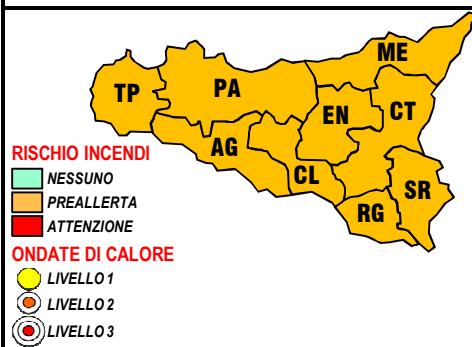 ME
TP
PA
EN
CT
AG
CL
SR
RG
RISCHIO INCENDI
NESSUNO
PREALLERTA
ATTENZIONE
ONDATE DI CALORE
LIVELLO 1
LIVELLO 2
LIVELLO 3